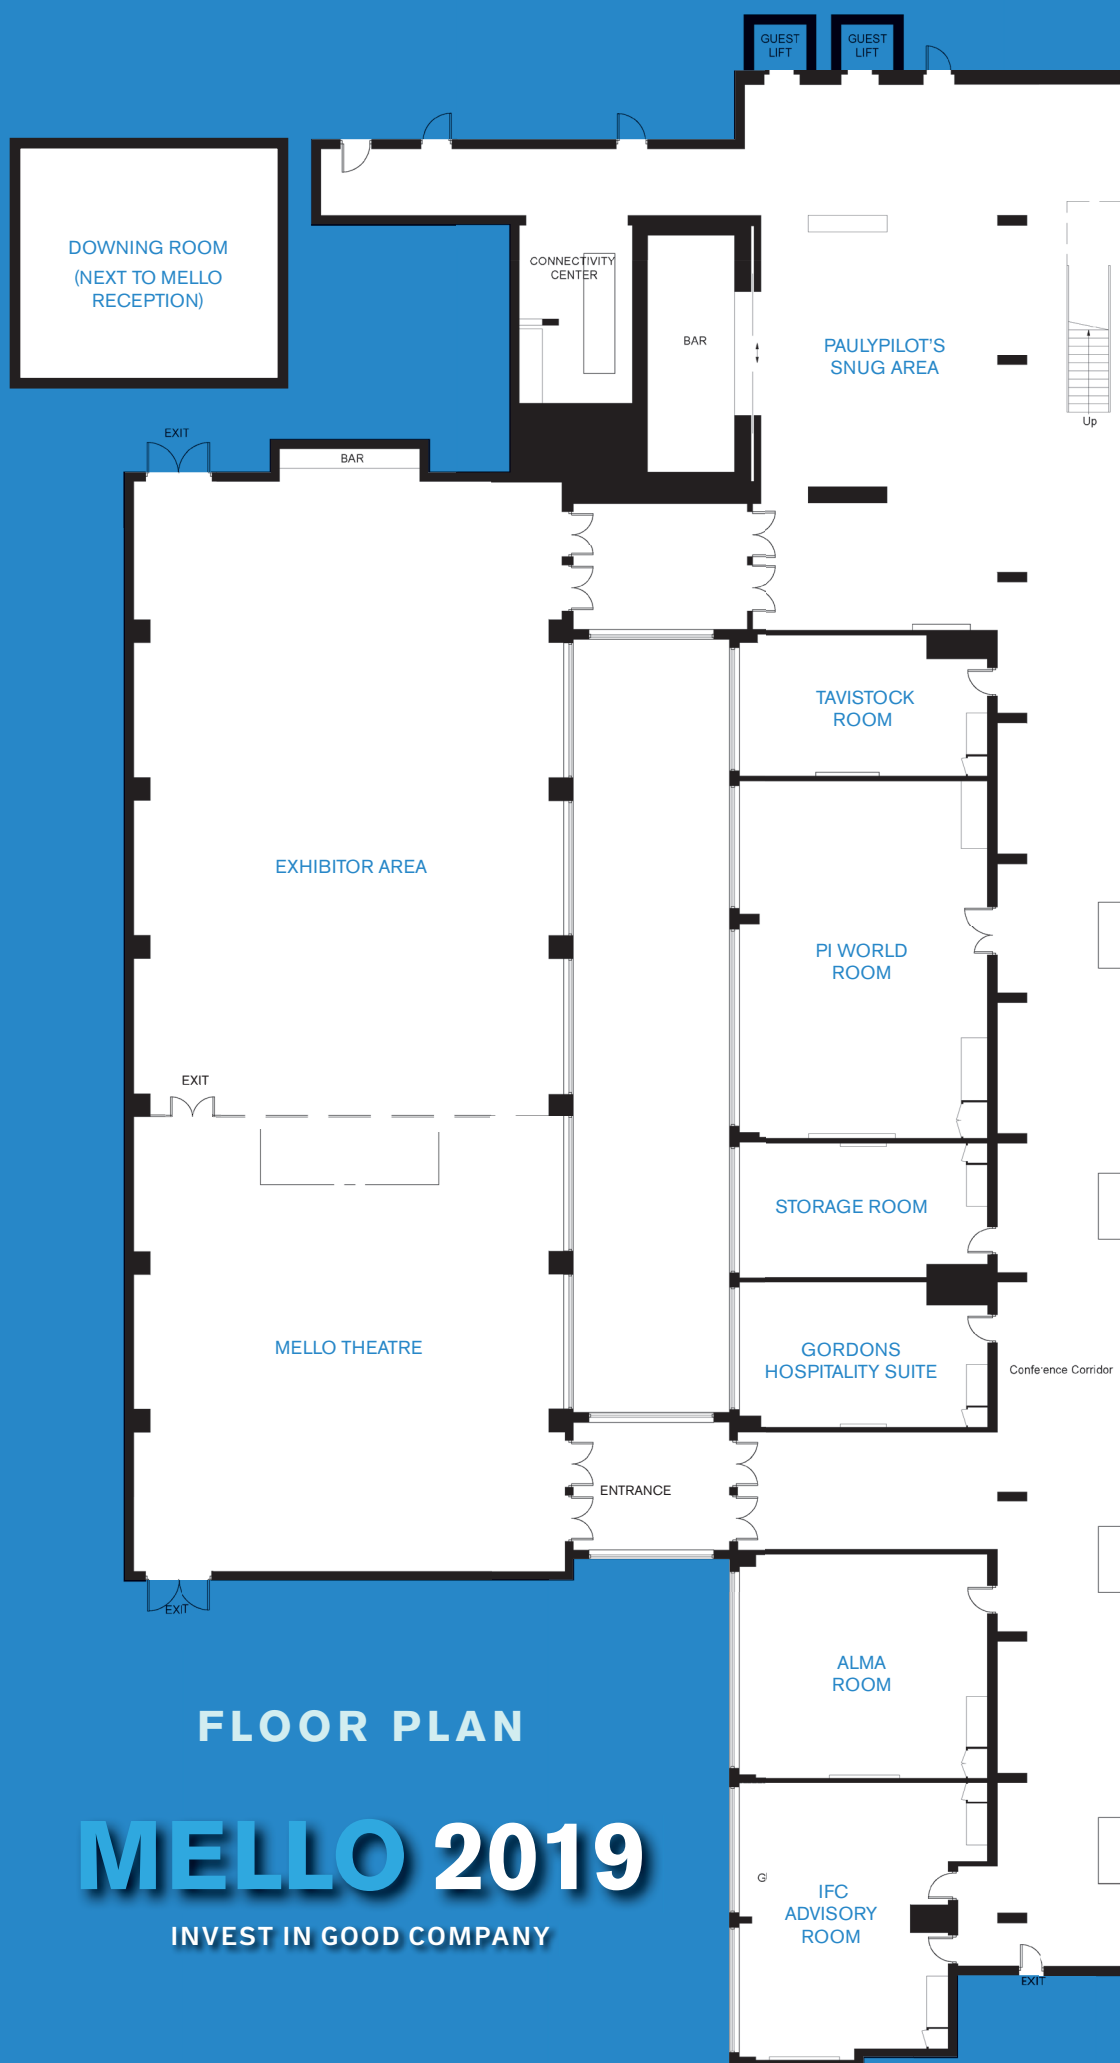 GUEST
LIFT
GUEST
LIFT
DOWNING ROOM
(NEXT TO MELLO
RECEPTION)
CONNECTIVITY
CENTER
BAR
PAULYPILOT'S
SNUG AREA
Up
EXIT
BAR
TAVISTOCK
ROOM
EXHIBITOR AREA
PI WORLD
ROOM
EXIT
STORAGE ROOM
MELLO THEATRE
GORDONS
HOSPITALITY SUITE
Conference Corridor
ENTRANCE
EXIT
ALMA
ROOM
FLOOR PLAN
MELLO 2019
INVEST IN GOOD COMPANY
IFC
ADVISORY
ROOM
EXIT